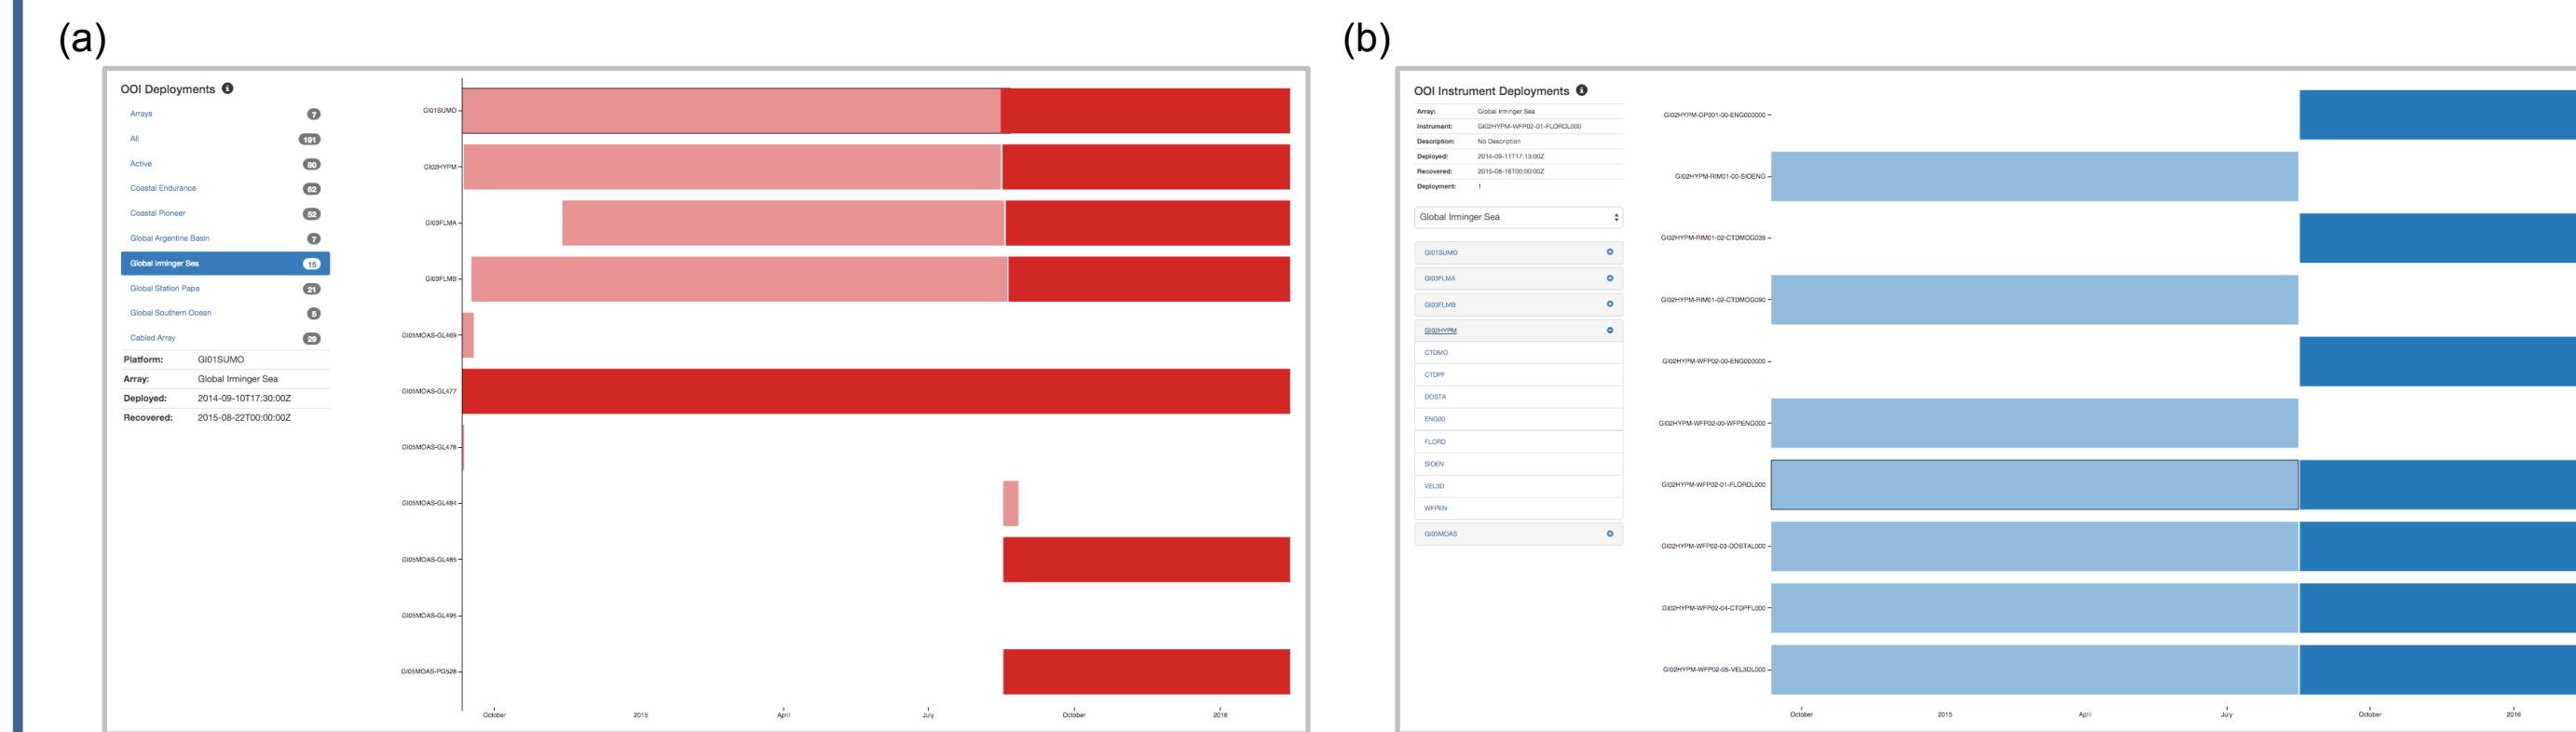 (a)
OOI Deployments
Arrays 7
All 191
Active 80
Coastal Endurance 62
Coastal Pioneer 52
Global Argentine Basin 7
Global Irminger Sea 15
Global Station Papa 21
Global Southern Ocean 5
Cabled Array 29
Platform: GI01SUMO
Array: Global Irminger Sea
Deployed: 2014-09-10T17:30:00Z
Recovered: 2015-08-22T00:00:00Z
GI01SUMO
GI02HYPM
GI03FLMA
GI03FLMB
GI05MOAS-GL469
GI05MOAS-GL477
GI05MOAS-GL478
GI05MOAS-GL484
GI05MOAS-GL485
GI05MOAS-GL495
GI05MOAS-PG528
October 2015 April July October 2016
(b)
OOI Instrument Deployments
Array: Global Irminger Sea
Instrument: GI02HYPM-WFP02-01-FLORDL000
Description: No Description
Deployed: 2014-09-11T17:13:00Z
Recovered: 2015-08-16T00:00:00Z
Deployment: 1
Global Irminger Sea
GI01SUMO
GI03FLMA
GI03FLMB
GI02HYPM
CTDMO
CTDPF
DOSTA
ENG00
FLORD
SIOEN
VEL3D
WFPEN
GI05MOAS
GI02HYPM-GP001-00-ENG000000
GI02HYPM-RIM01-00-SIOENG
GI02HYPM-RIM01-02-CTDMOG039
GI02HYPM-RIM01-02-CTDMOG090
GI02HYPM-WFP02-00-ENG000000
GI02HYPM-WFP02-00-WFPENG000
GI02HYPM-WFP02-01-FLORDL000
GI02HYPM-WFP02-03-DOSTAL000
GI02HYPM-WFP02-04-CTDPFL000
GI02HYPM-WFP02-05-VEL3DL000
October 2015 April July October 2016